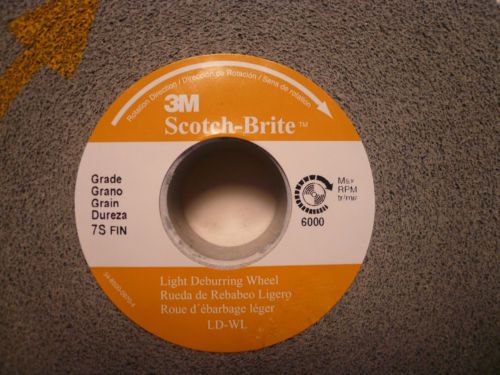 Rotation Direction / Dirección de Rotación / Sens de rotation
3M
Scotch-Brite™
Grade
Grano
Grain
Dureza
7S FIN
Max
RPM
tr/mn
6000
Light Deburring Wheel
Rueda de Rebabeo Ligero
Roue d´ébarbage léger
LD-WL